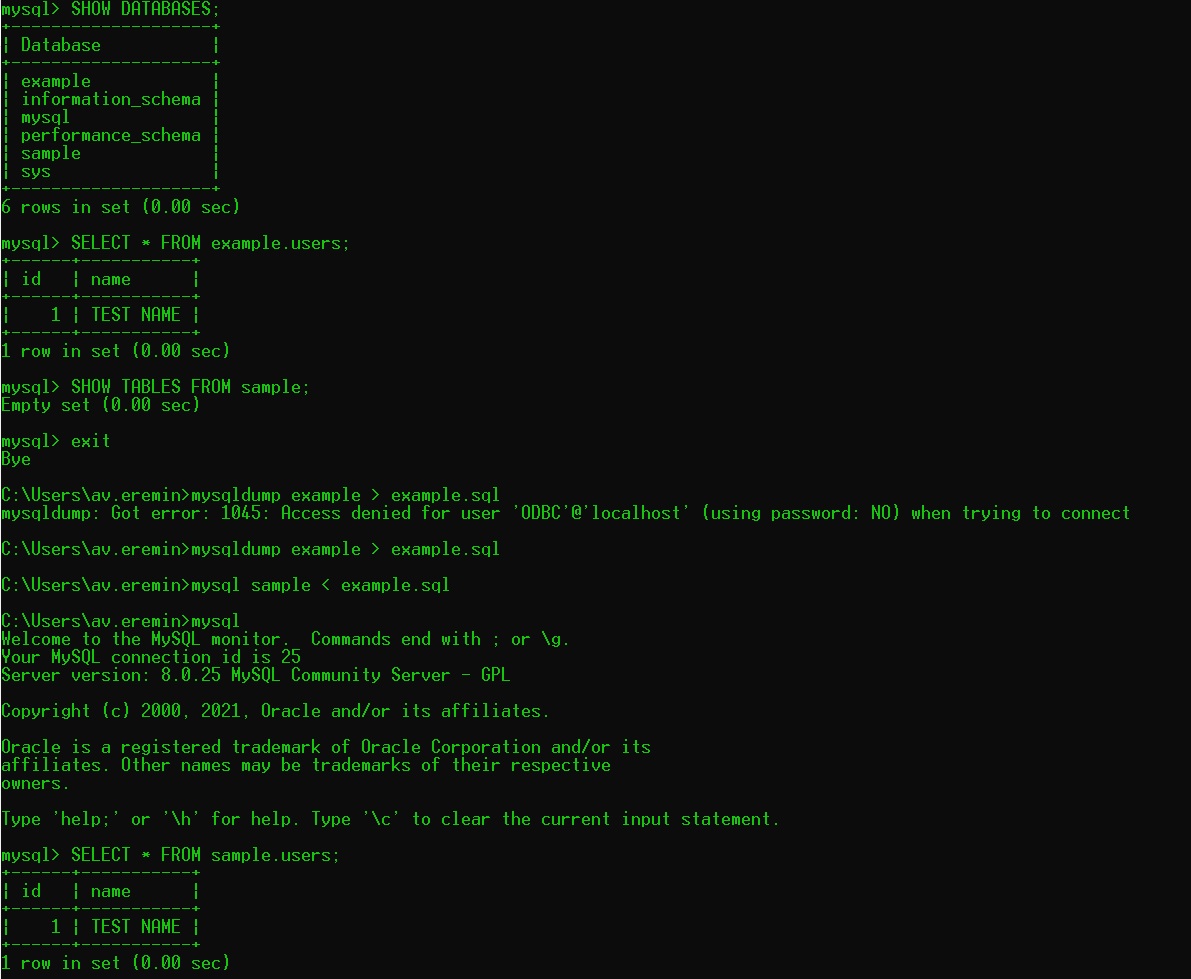 mysql> SHOW DATABASES;
+--------------------+
| Database           |
+--------------------+
| example            |
| information_schema |
| mysql              |
| performance_schema |
| sample             |
| sys                |
+--------------------+
6 rows in set (0.00 sec)

mysql> SELECT * FROM example.users;
+------+-----------+
| id   | name      |
+------+-----------+
|    1 | TEST NAME |
+------+-----------+
1 row in set (0.00 sec)

mysql> SHOW TABLES FROM sample;
Empty set (0.00 sec)

mysql> exit
Bye

C:\Users\av.eremin>mysqldump example > example.sql
mysqldump: Got error: 1045: Access denied for user 'ODBC'@'localhost' (using password: NO) when trying to connect

C:\Users\av.eremin>mysqldump example > example.sql

C:\Users\av.eremin>mysql sample < example.sql

C:\Users\av.eremin>mysql
Welcome to the MySQL monitor.  Commands end with ; or \g.
Your MySQL connection id is 25
Server version: 8.0.25 MySQL Community Server - GPL

Copyright (c) 2000, 2021, Oracle and/or its affiliates.

Oracle is a registered trademark of Oracle Corporation and/or its
affiliates. Other names may be trademarks of their respective
owners.

Type 'help;' or '\h' for help. Type '\c' to clear the current input statement.

mysql> SELECT * FROM sample.users;
+------+-----------+
| id   | name      |
+------+-----------+
|    1 | TEST NAME |
+------+-----------+
1 row in set (0.00 sec)